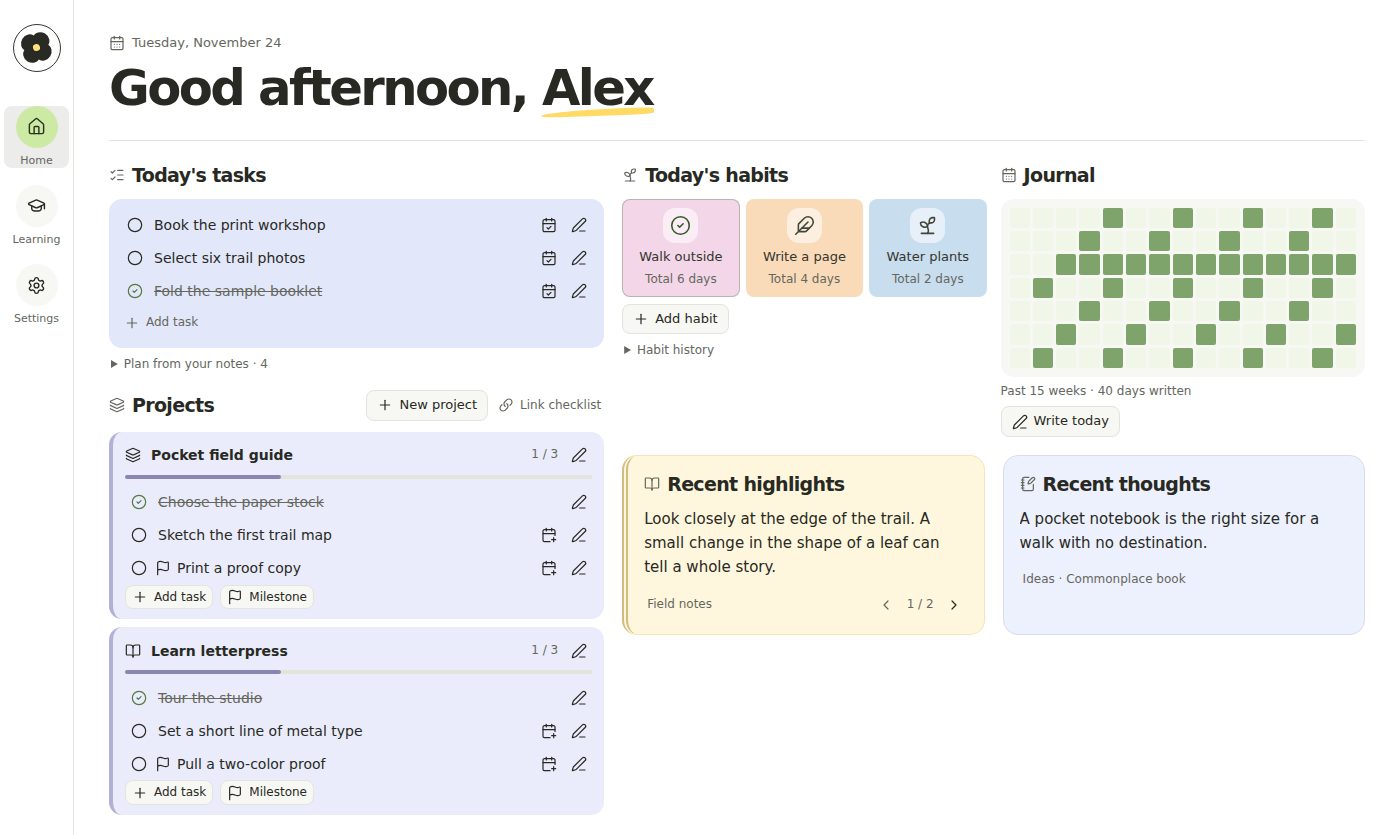 Tuesday, November 24
Good afternoon, Alex
Home
Learning
Settings
Today's tasks
Book the print workshop
Select six trail photos
Fold the sample booklet
Add task
Plan from your notes · 4
Projects
New project
Link checklist
Pocket field guide
1 / 3
Choose the paper stock
Sketch the first trail map
Print a proof copy
Add task
Milestone
Learn letterpress
1 / 3
Tour the studio
Set a short line of metal type
Pull a two-color proof
Add task
Milestone
Today's habits
Walk outside
Total 6 days
Write a page
Total 4 days
Water plants
Total 2 days
Add habit
Habit history
Journal
Past 15 weeks · 40 days written
Write today
Recent highlights
Look closely at the edge of the trail. A
small change in the shape of a leaf can
tell a whole story.
Field notes
1 / 2
Recent thoughts
A pocket notebook is the right size for a
walk with no destination.
Ideas · Commonplace book